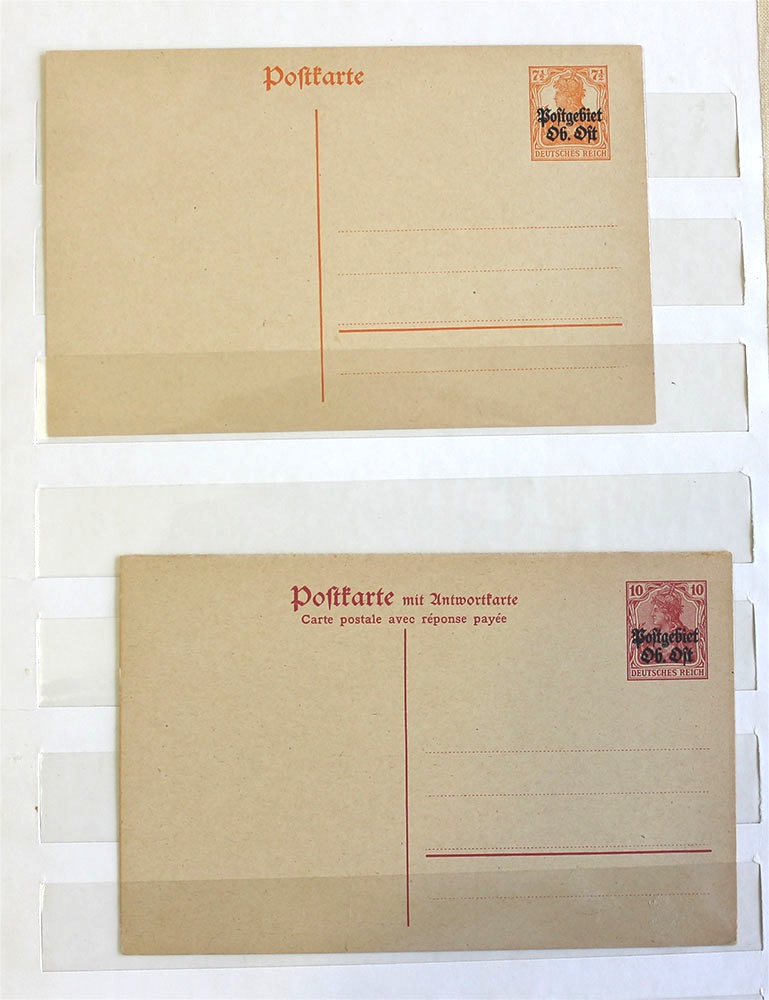 Poſtkarte
7½ 7½
Poſtgebiet
Ob. Oſt
DEUTSCHES REICH
Poſtkarte mit Antwortkarte
Carte postale avec réponse payée
10 10
Poſtgebiet
Ob. Oſt
DEUTSCHES REICH